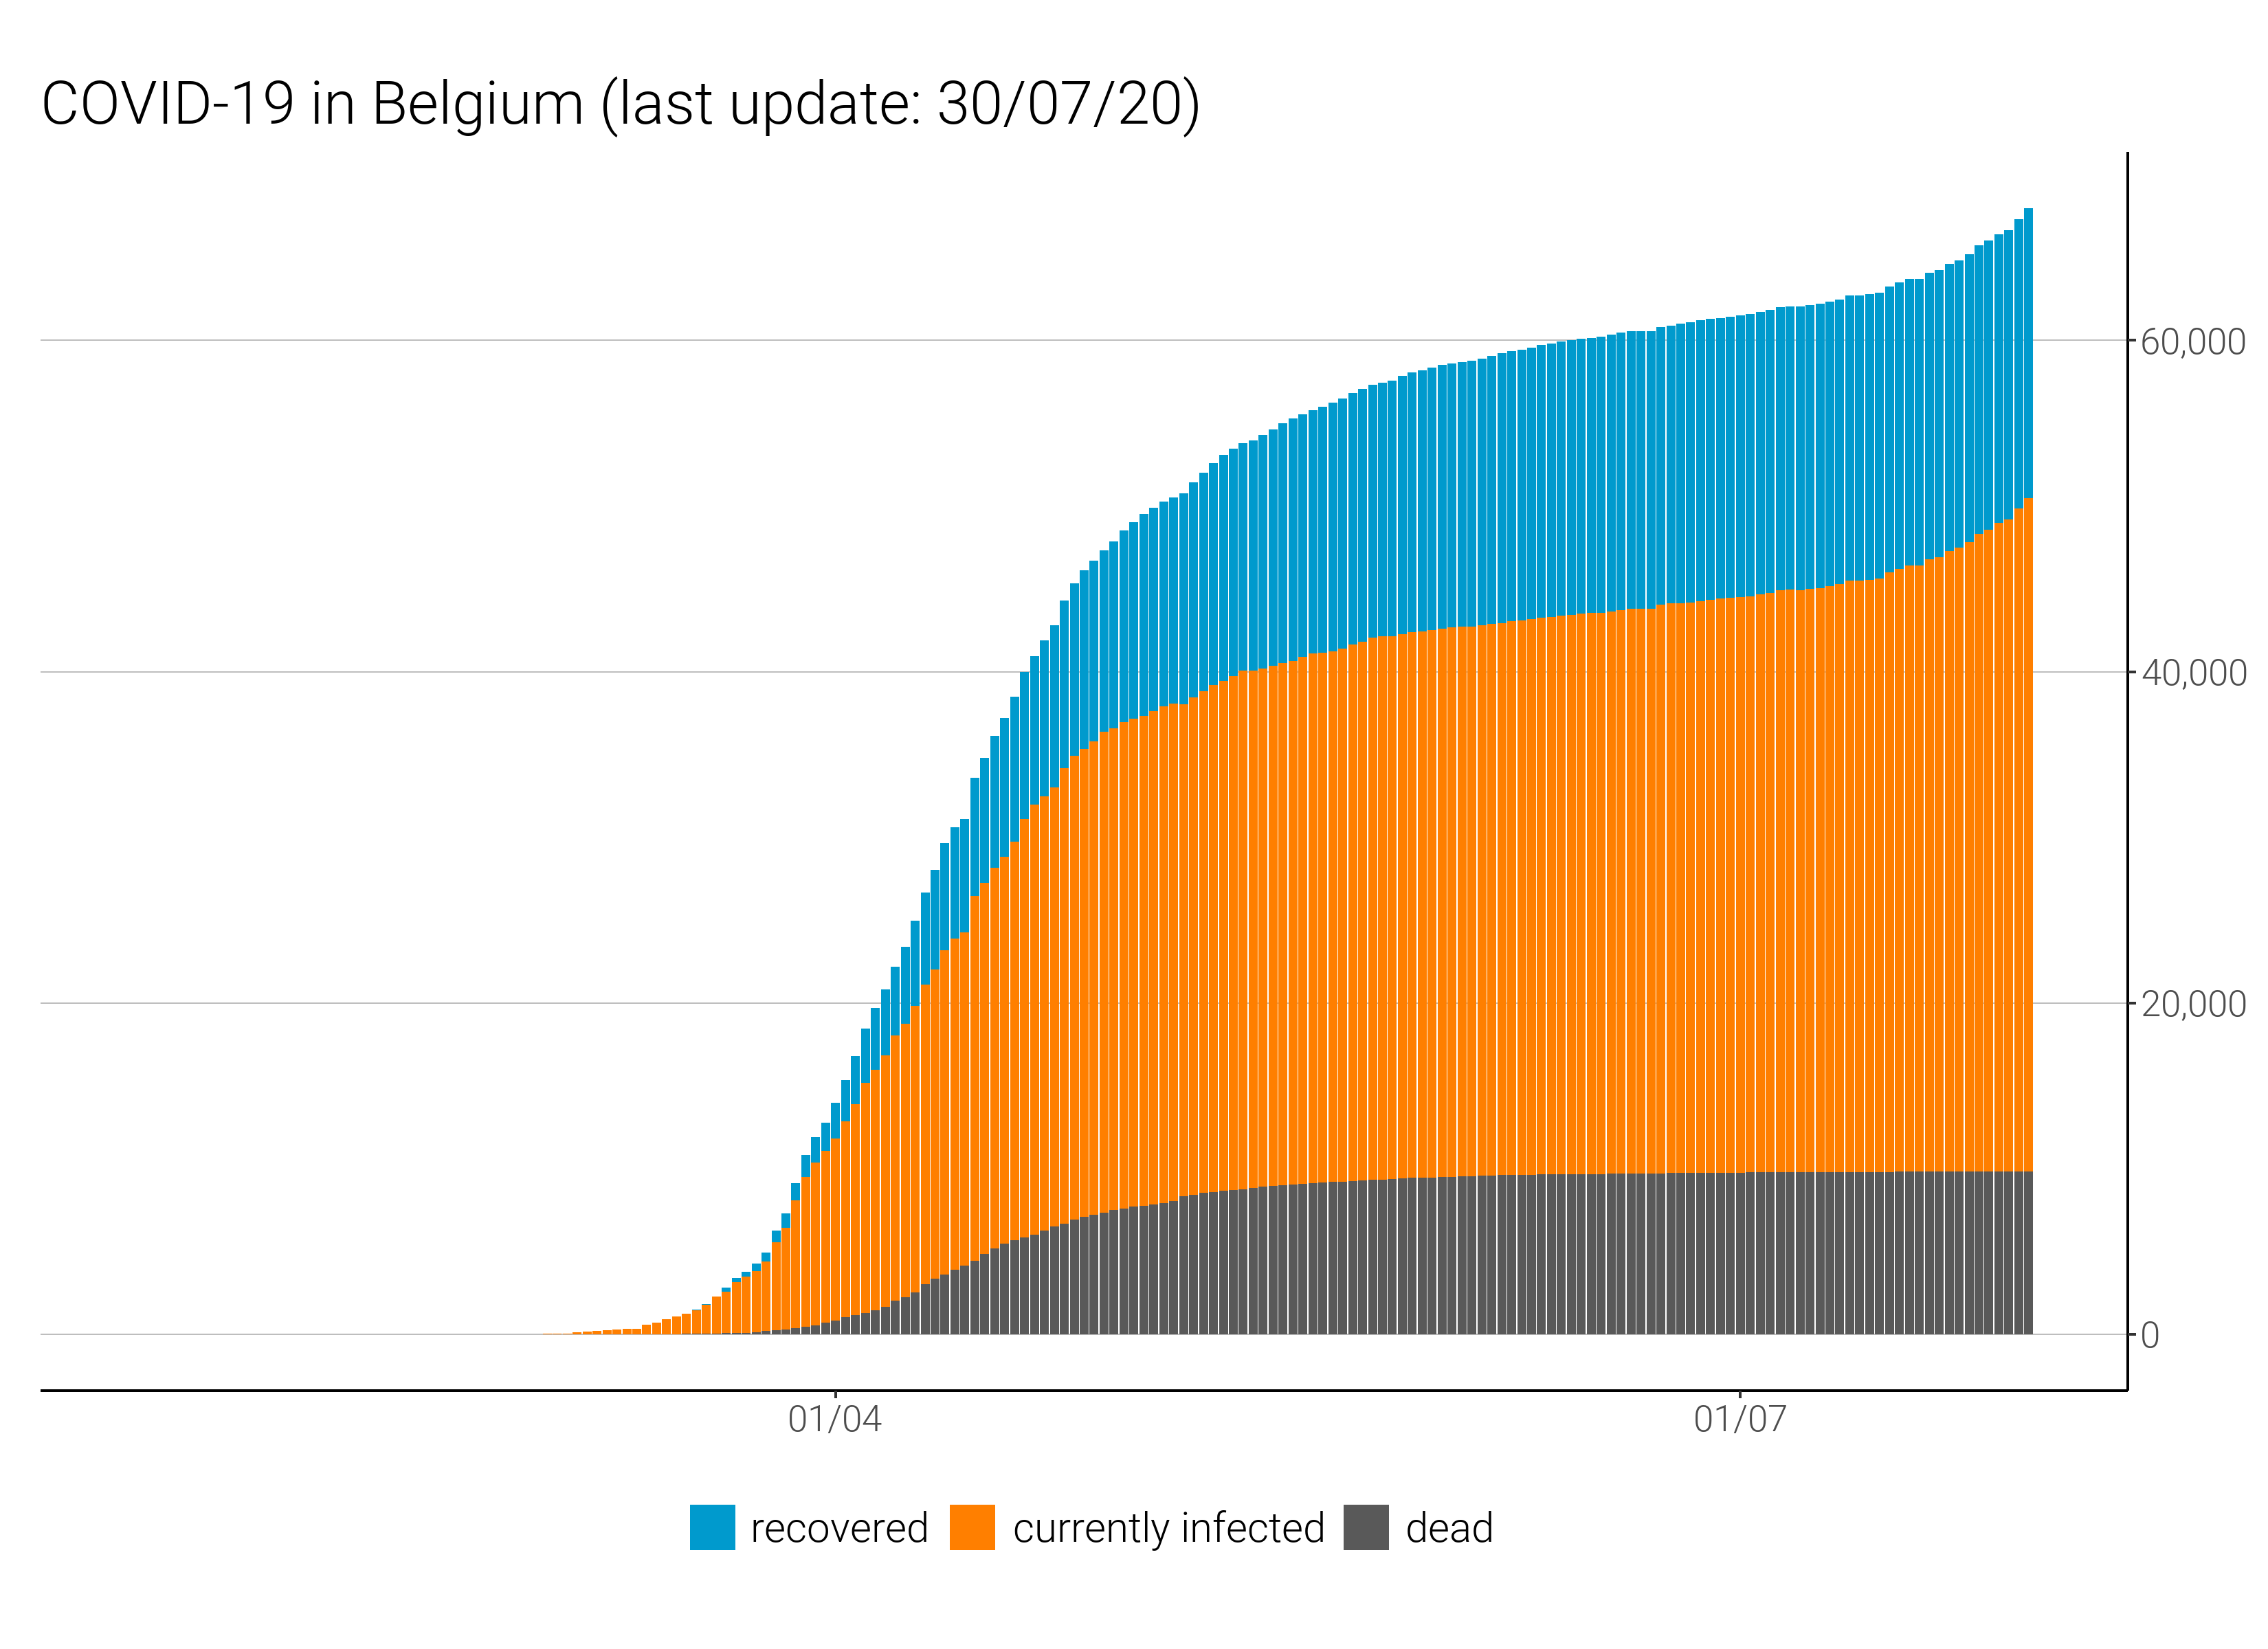 COVID-19 in Belgium (last update: 30/07/20)
60,000
40,000
20,000
0
01/04 01/07
recovered currently infected dead